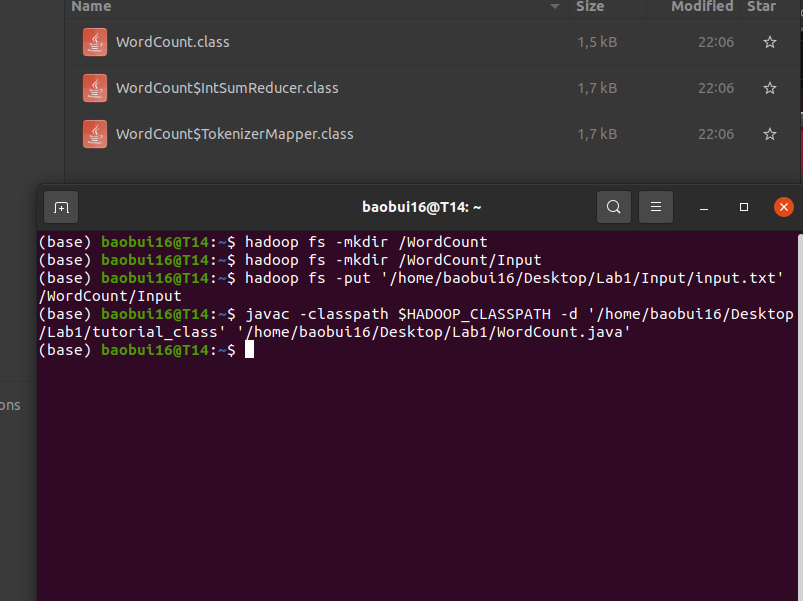 Name Size Modified Star
WordCount.class 1,5 kB 22:06
WordCount$IntSumReducer.class 1,7 kB 22:06
WordCount$TokenizerMapper.class 1,7 kB 22:06
baobui16@T14: ~
(base) baobui16@T14:~$ hadoop fs -mkdir /WordCount
(base) baobui16@T14:~$ hadoop fs -mkdir /WordCount/Input
(base) baobui16@T14:~$ hadoop fs -put '/home/baobui16/Desktop/Lab1/Input/input.txt'
/WordCount/Input
(base) baobui16@T14:~$ javac -classpath $HADOOP_CLASSPATH -d '/home/baobui16/Desktop
/Lab1/tutorial_class' '/home/baobui16/Desktop/Lab1/WordCount.java'
(base) baobui16@T14:~$
ons